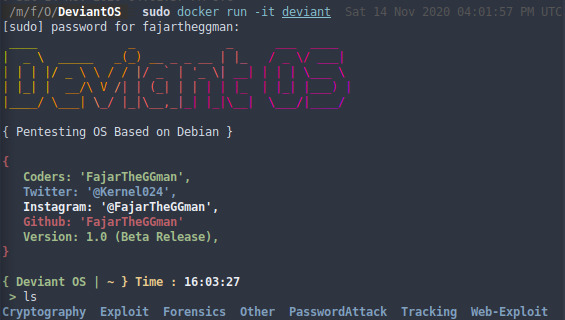 /m/f/O/DeviantOS sudo docker run -it deviant Sat 14 Nov 2020 04:01:57 PM UTC
[sudo] password for fajartheggman:
DeviantOS
{ Pentesting OS Based on Debian }
{
Coders: 'FajarTheGGman',
Twitter: '@Kernel024',
Instagram: '@FajarTheGGman',
Github: 'FajarTheGGman'
Version: 1.0 (Beta Release),
}
{ Deviant OS | ~ } Time : 16:03:27
> ls
Cryptography Exploit Forensics Other PasswordAttack Tracking Web-Exploit